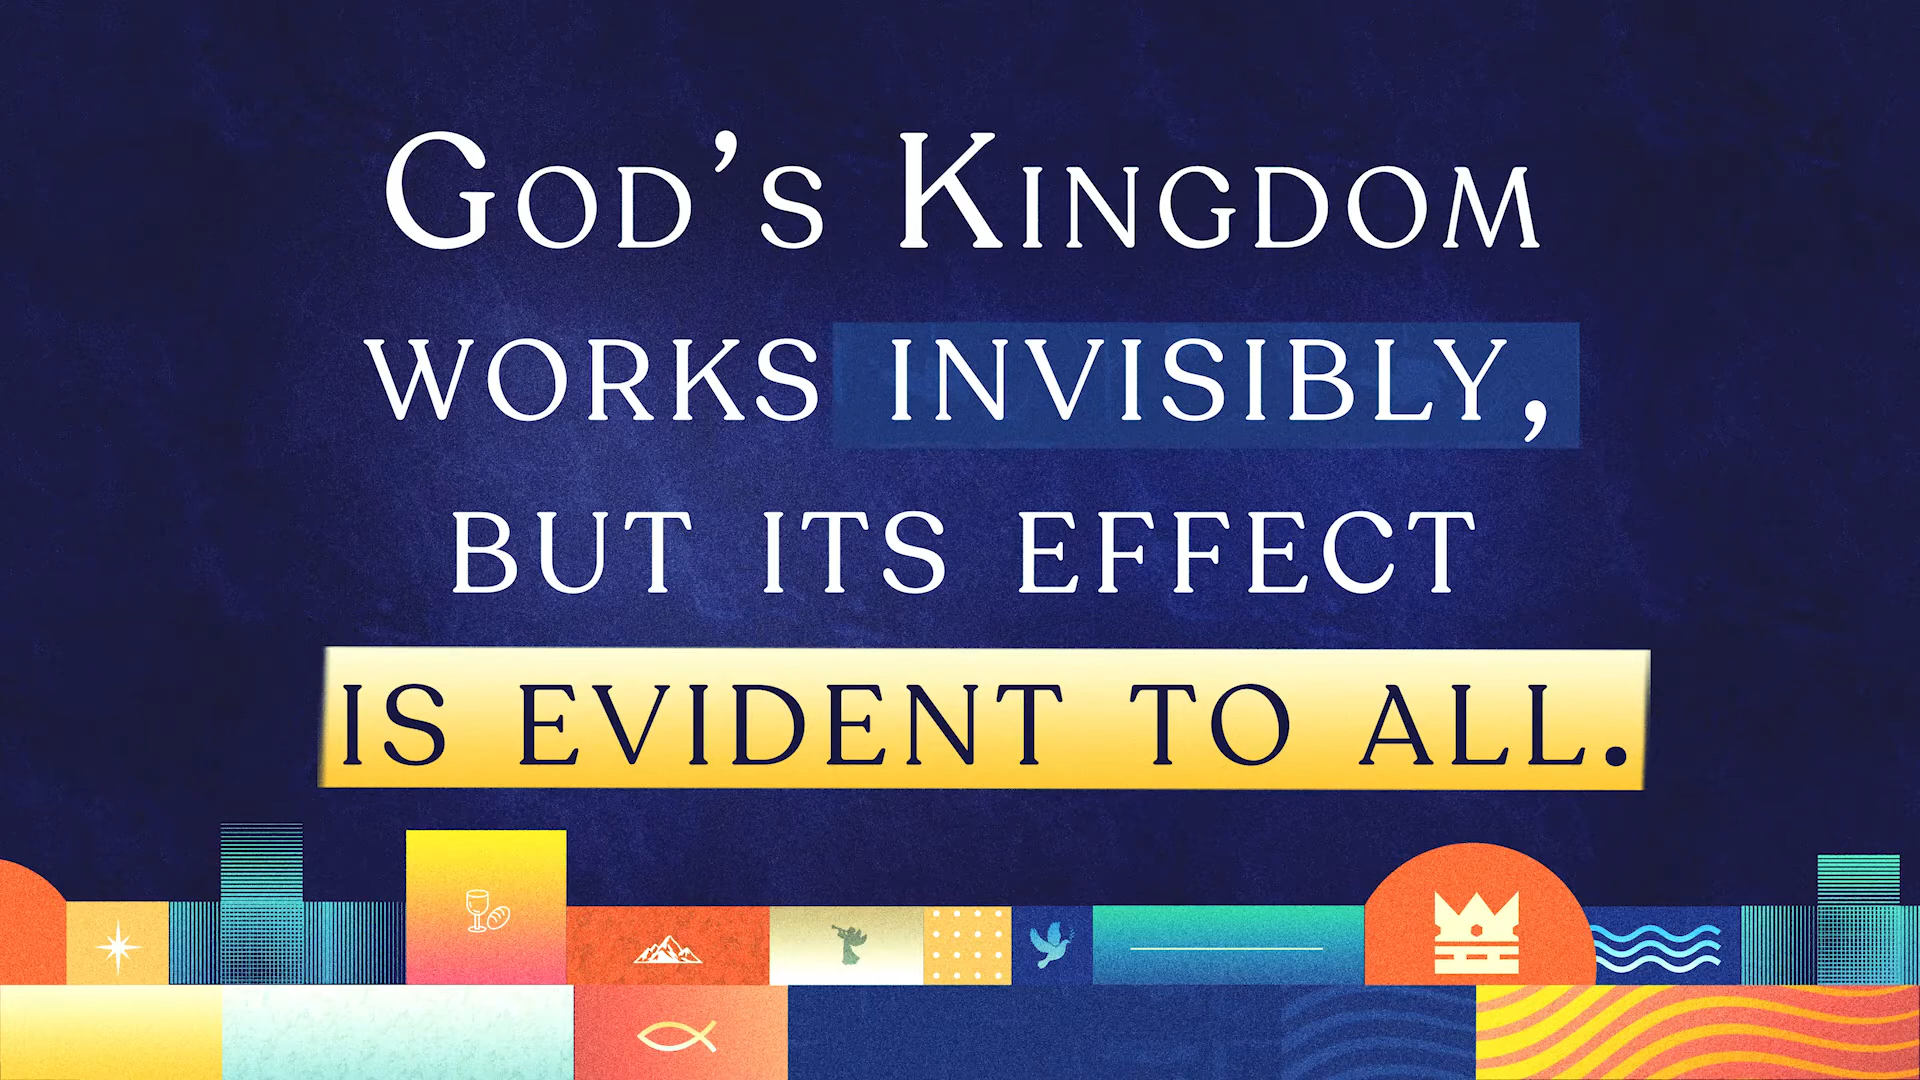 God’s Kingdom
works invisibly,
but its effect
is evident to all.